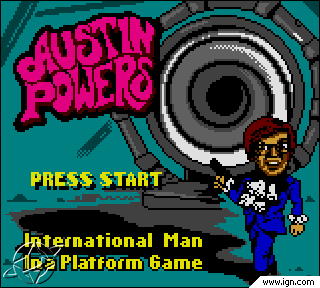 AUSTIN
POWERS
PRESS START
International Man
In a Platform Game
www.ign.com